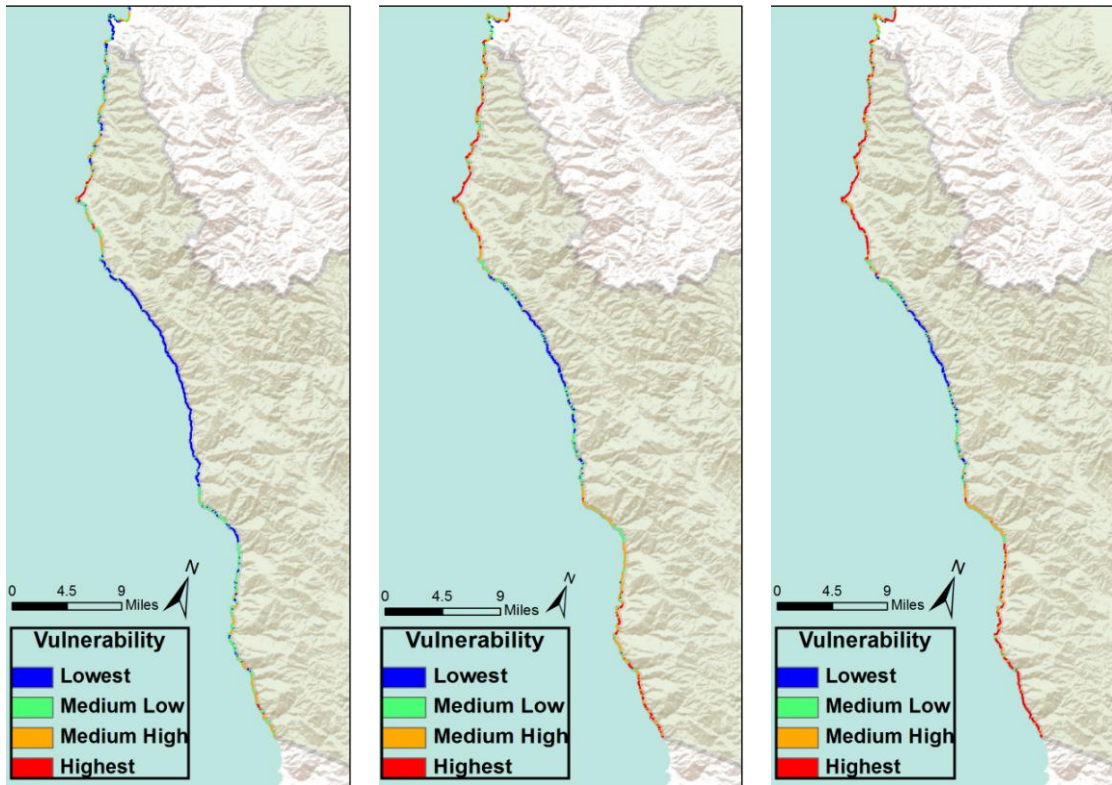 N
0 4.5 9
Miles
Vulnerability
Lowest
Medium Low
Medium High
Highest
N
0 4.5 9
Miles
Vulnerability
Lowest
Medium Low
Medium High
Highest
N
0 4.5 9
Miles
Vulnerability
Lowest
Medium Low
Medium High
Highest